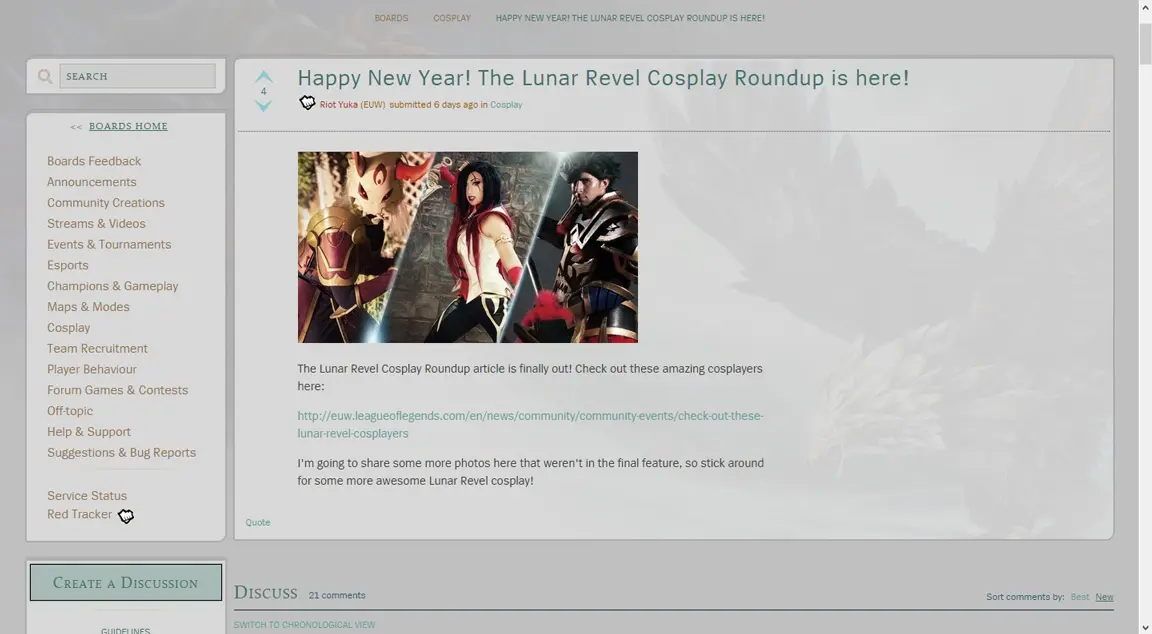 BOARDS COSPLAY HAPPY NEW YEAR! THE LUNAR REVEL COSPLAY ROUNDUP IS HERE!
SEARCH
<< BOARDS HOME
Boards Feedback
Announcements
Community Creations
Streams & Videos
Events & Tournaments
Esports
Champions & Gameplay
Maps & Modes
Cosplay
Team Recruitment
Player Behaviour
Forum Games & Contests
Off-topic
Help & Support
Suggestions & Bug Reports
Service Status
Red Tracker
CREATE A DISCUSSION
GUIDELINES
4
Happy New Year! The Lunar Revel Cosplay Roundup is here!
Riot Yuka (EUW) submitted 6 days ago in Cosplay
The Lunar Revel Cosplay Roundup article is finally out! Check out these amazing cosplayers
here:
http://euw.leagueoflegends.com/en/news/community/community-events/check-out-these-
lunar-revel-cosplayers
I'm going to share some more photos here that weren't in the final feature, so stick around
for some more awesome Lunar Revel cosplay!
Quote
DISCUSS 21 comments
Sort comments by: Best New
SWITCH TO CHRONOLOGICAL VIEW